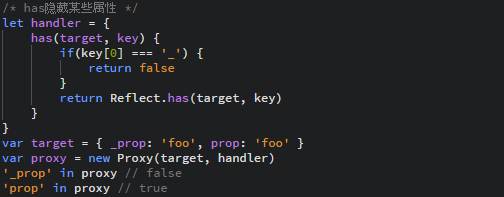 /* has隐藏某些属性 */
let handler = {
    has(target, key) {
        if(key[0] === '_') {
            return false
        }
        return Reflect.has(target, key)
    }
}
var target = { _prop: 'foo', prop: 'foo' }
var proxy = new Proxy(target, handler)
'_prop' in proxy // false
'prop' in proxy // true